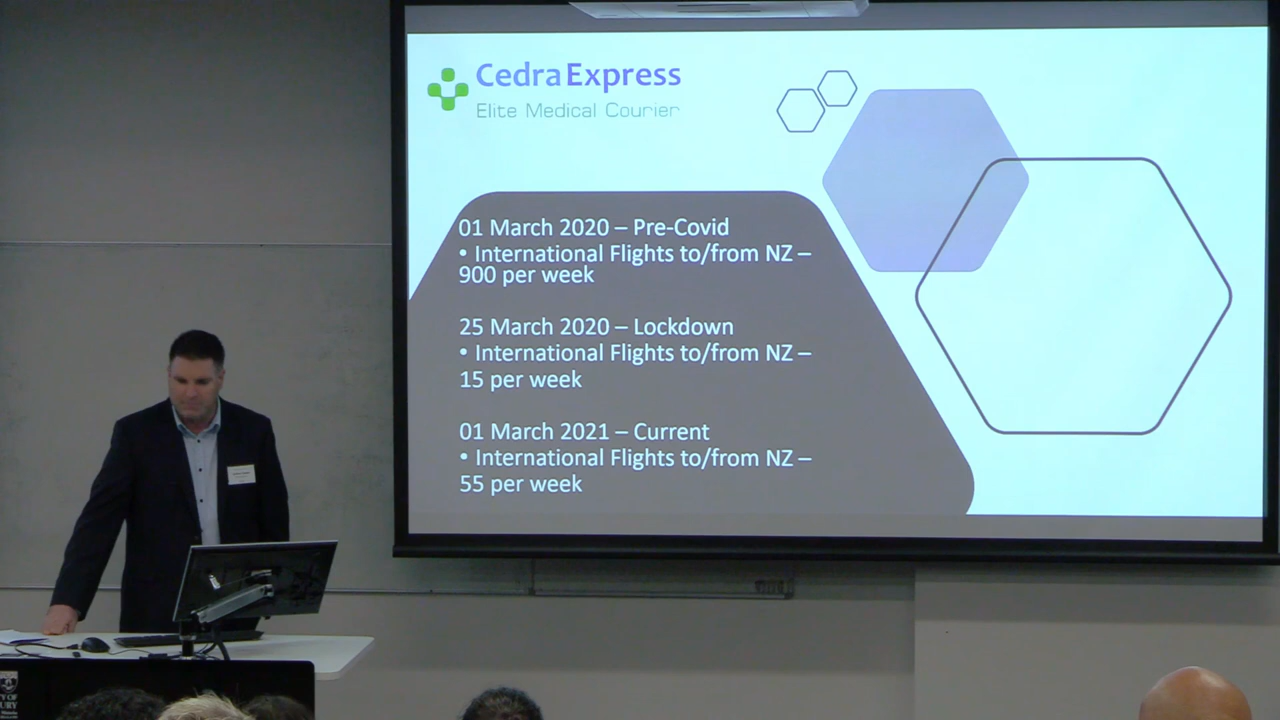 CedraExpress
Elite Medical Courier
01 March 2020 – Pre-Covid
• International Flights to/from NZ –
900 per week
25 March 2020 – Lockdown
• International Flights to/from NZ –
15 per week
01 March 2021 – Current
• International Flights to/from NZ –
55 per week